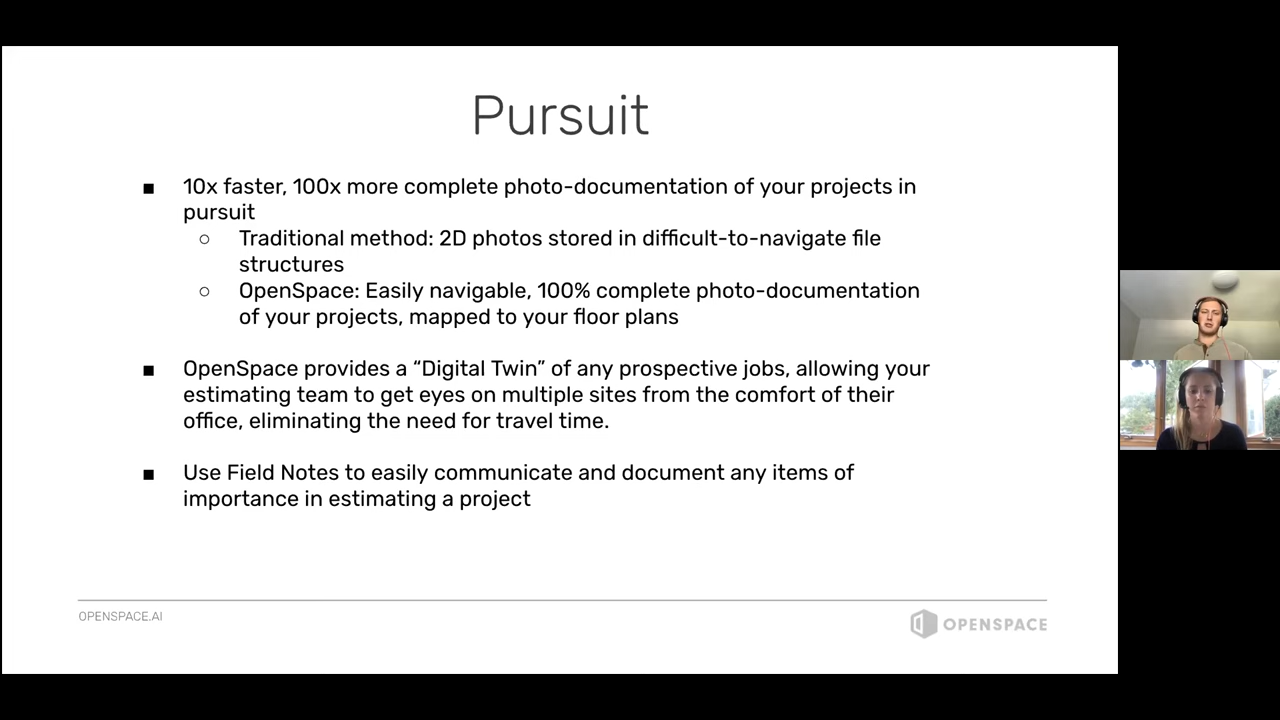 Pursuit
■ 10x faster, 100x more complete photo-documentation of your projects in
pursuit
○ Traditional method: 2D photos stored in difficult-to-navigate file
structures
○ OpenSpace: Easily navigable, 100% complete photo-documentation
of your projects, mapped to your floor plans
■ OpenSpace provides a “Digital Twin” of any prospective jobs, allowing your
estimating team to get eyes on multiple sites from the comfort of their
office, eliminating the need for travel time.
■ Use Field Notes to easily communicate and document any items of
importance in estimating a project
OPENSPACE.AI
OPENSPACE